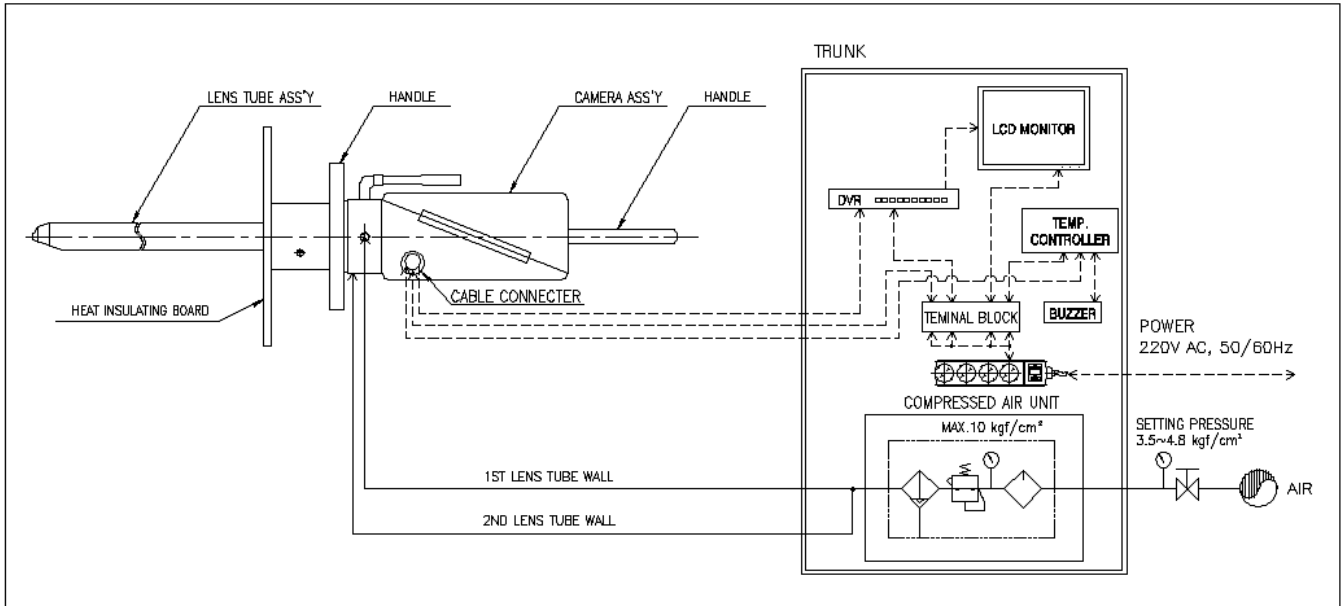 TRUNK
LENS TUBE ASS'Y
HANDLE
CAMERA ASS'Y
HANDLE
LCD MONITOR
DVR
TEMP.
CONTROLLER
CABLE CONNECTER
HEAT INSULATING BOARD
TEMINAL BLOCK
BUZZER
POWER
220V AC, 50/60Hz
COMPRESSED AIR UNIT
MAX.10 kgf/cm²
SETTING PRESSURE
3.5~4.8 kgf/cm²
1ST LENS TUBE WALL
AIR
2ND LENS TUBE WALL